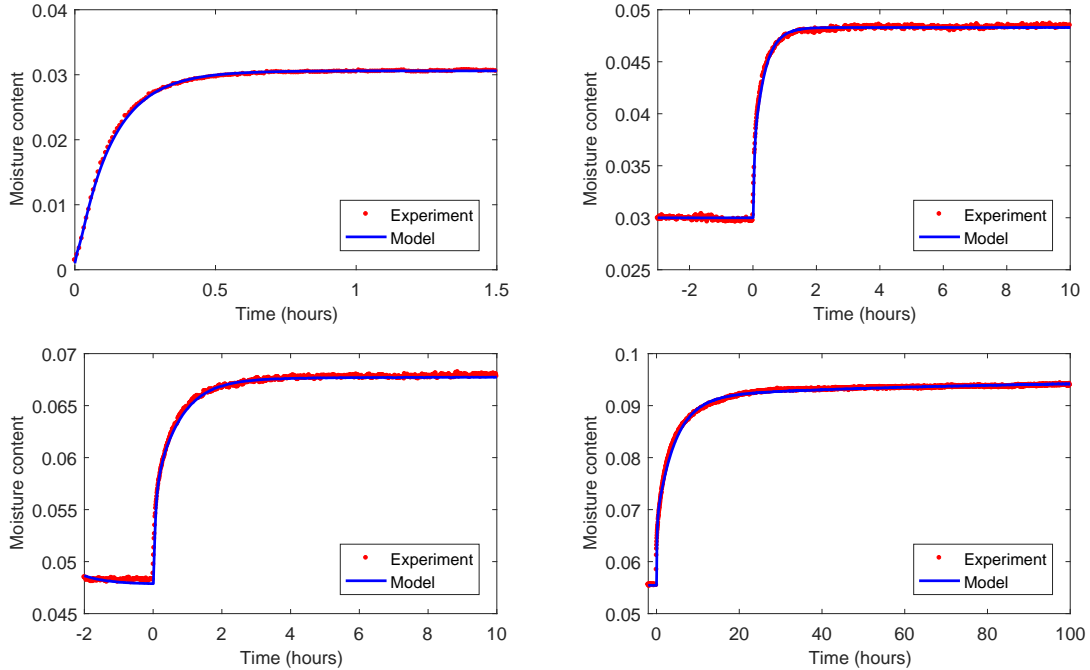 0.04
0.03
0.02
0.01
0
Moisture content
Experiment
Model
0 0.5 1 1.5
Time (hours)
0.05
0.045
0.04
0.035
0.03
0.025
Moisture content
Experiment
Model
-2 0 2 4 6 8 10
Time (hours)
0.07
0.065
0.06
0.055
0.05
0.045
Moisture content
Experiment
Model
-2 0 2 4 6 8 10
Time (hours)
0.1
0.09
0.08
0.07
0.06
0.05
Moisture content
Experiment
Model
0 20 40 60 80 100
Time (hours)